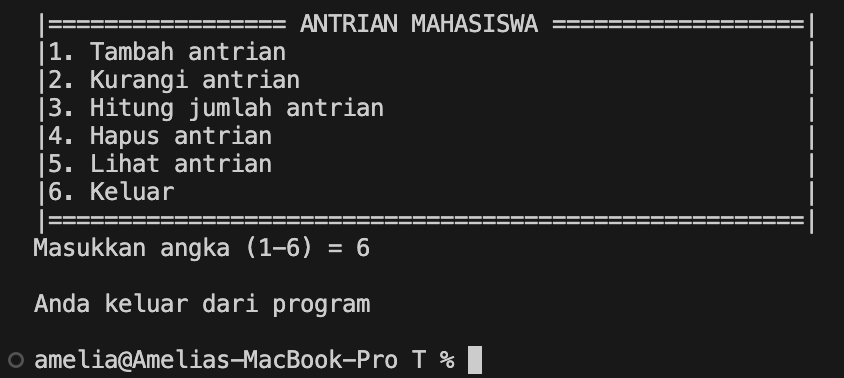 |================= ANTRIAN MAHASISWA ==================|
|1. Tambah antrian                                     |
|2. Kurangi antrian                                    |
|3. Hitung jumlah antrian                              |
|4. Hapus antrian                                      |
|5. Lihat antrian                                      |
|6. Keluar                                             |
|======================================================|
Masukkan angka (1-6) = 6
Anda keluar dari program
amelia@Amelias-MacBook-Pro T %